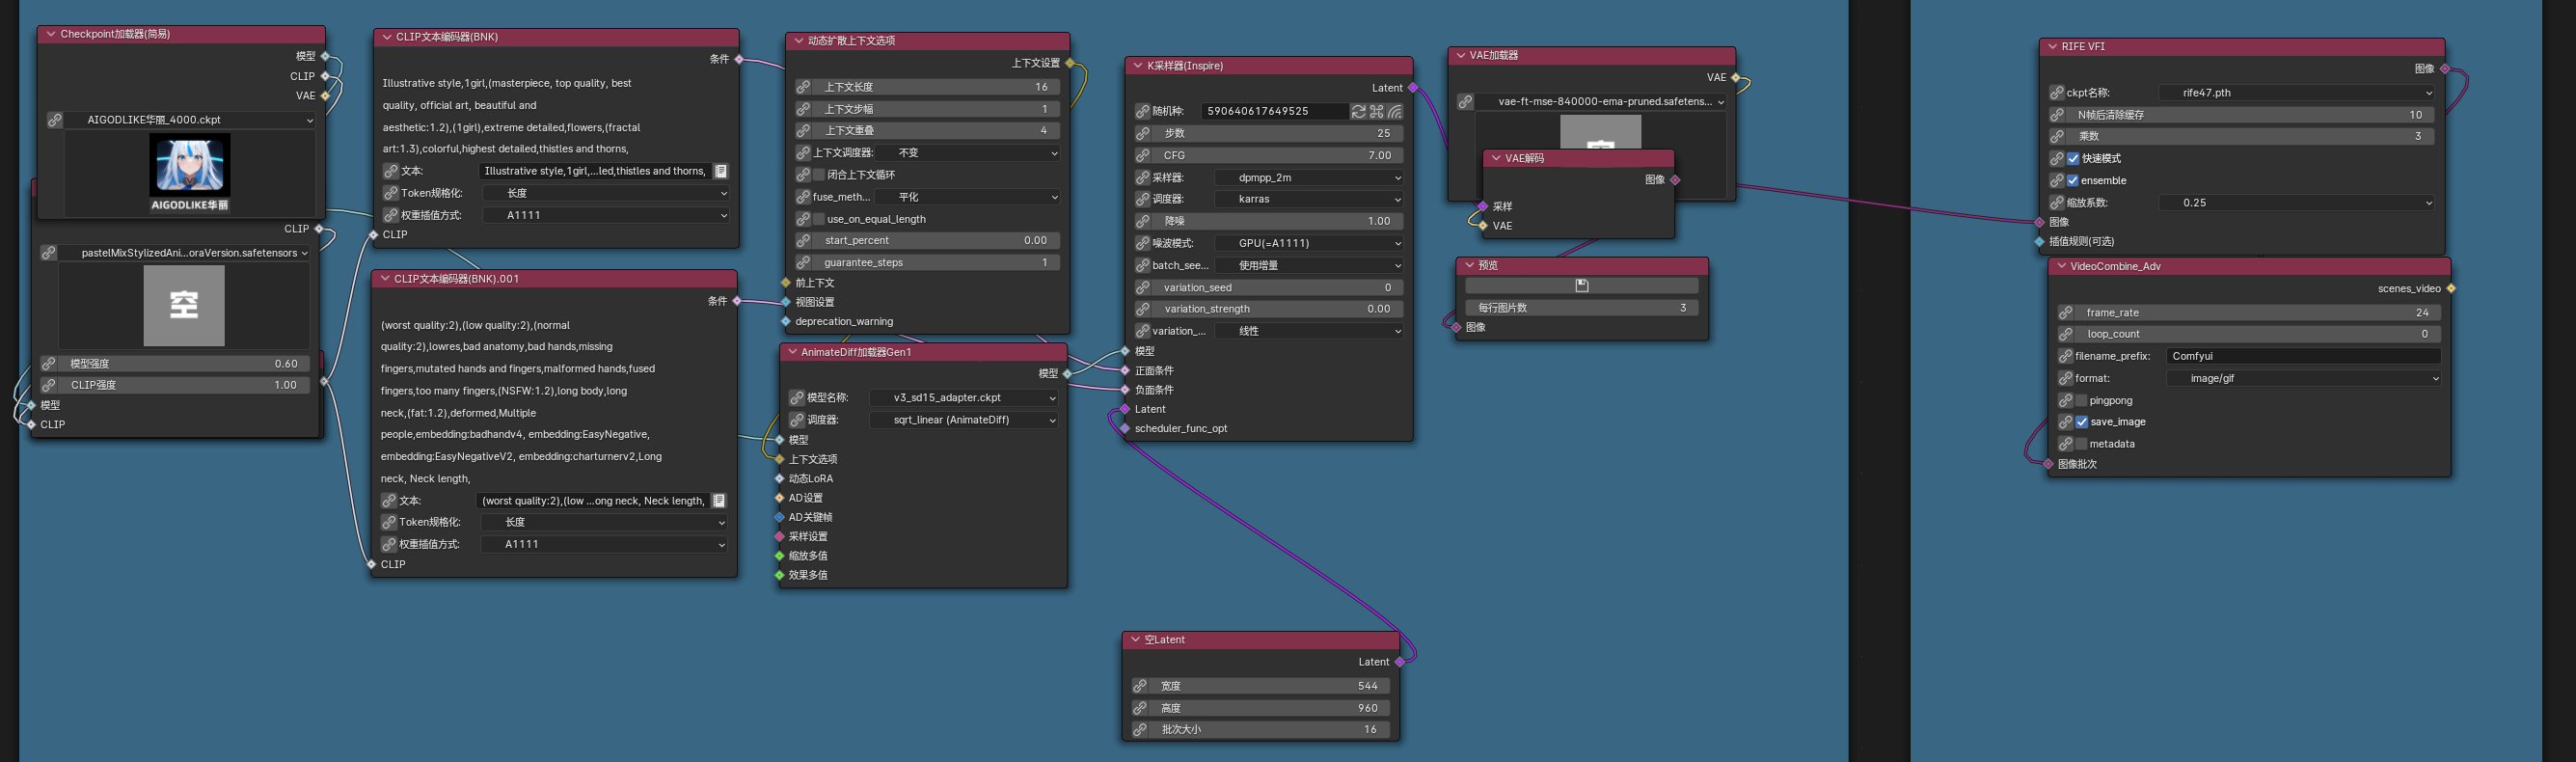 Checkpoint加载器(简易)
模型
CLIP
VAE
AIGODLIKE华丽_4000.ckpt
AIGODLIKE华丽
CLIP
pastelMixStylizedAni...oraVersion.safetensors
空
模型强度 0.60
CLIP强度 1.00
模型
CLIP
CLIP文本编码器(BNK)
条件
Illustrative style,1girl,(masterpiece, top quality, best
quality, official art, beautiful and
aesthetic:1.2),(1girl),extreme detailed,flowers,(fractal
art:1.3),colorful,highest detailed,thistles and thorns,
文本: Illustrative style,1girl,...led,thistles and thorns,
Token规格化: 长度
权重插值方式: A1111
CLIP
CLIP文本编码器(BNK).001
条件
(worst quality:2),(low quality:2),(normal
quality:2),lowres,bad anatomy,bad hands,missing
fingers,mutated hands and fingers,malformed hands,fused
fingers,too many fingers,(NSFW:1.2),long body,long
neck,(fat:1.2),deformed,Multiple
people,embedding:badhandv4, embedding:EasyNegative,
embedding:EasyNegativeV2, embedding:charturnerv2,Long
neck, Neck length,
文本: (worst quality:2),(low ...ong neck, Neck length,
Token规格化: 长度
权重插值方式: A1111
CLIP
动态扩散上下文选项
上下文设置
上下文长度 16
上下文步幅 1
上下文重叠 4
上下文调度器: 不变
闭合上下文循环
fuse_meth... 平化
use_on_equal_length
start_percent 0.00
guarantee_steps 1
前上下文
视图设置
deprecation_warning
AnimateDiff加载器Gen1
模型
模型名称: v3_sd15_adapter.ckpt
调度器: sqrt_linear (AnimateDiff)
模型
上下文选项
动态LoRA
AD设置
AD关键帧
采样设置
缩放多值
效果多值
K采样器(Inspire)
Latent
随机种: 590640617649525
步数 25
CFG 7.00
采样器: dpmpp_2m
调度器: karras
降噪 1.00
噪波模式: GPU(=A1111)
batch_see... 使用增量
variation_seed 0
variation_strength 0.00
variation_... 线性
模型
正面条件
负面条件
Latent
scheduler_func_opt
空Latent
Latent
宽度 544
高度 960
批次大小 16
VAE加载器
VAE
vae-ft-mse-840000-ema-pruned.safetens...
VAE解码
图像
采样
VAE
预览
每行图片数 3
图像
RIFE VFI
图像
ckpt名称: rife47.pth
N帧后清除缓存 10
乘数 3
快速模式
ensemble
缩放系数: 0.25
图像
插值规则(可选)
VideoCombine_Adv
scenes_video
frame_rate 24
loop_count 0
filename_prefix: Comfyui
format: image/gif
pingpong
save_image
metadata
图像批次